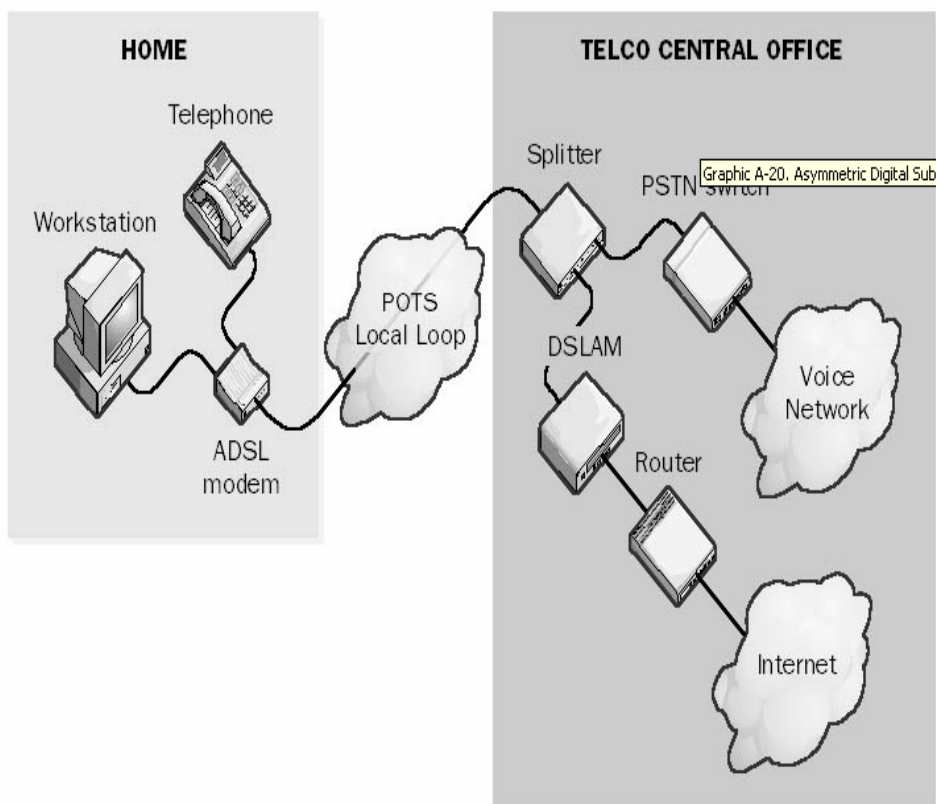 HOME
Telephone
Workstation
ADSL
modem
POTS
Local Loop
TELCO CENTRAL OFFICE
Splitter
Graphic A-20. Asymmetric Digital Sub
PSTN switch
DSLAM
Voice
Network
Router
Internet